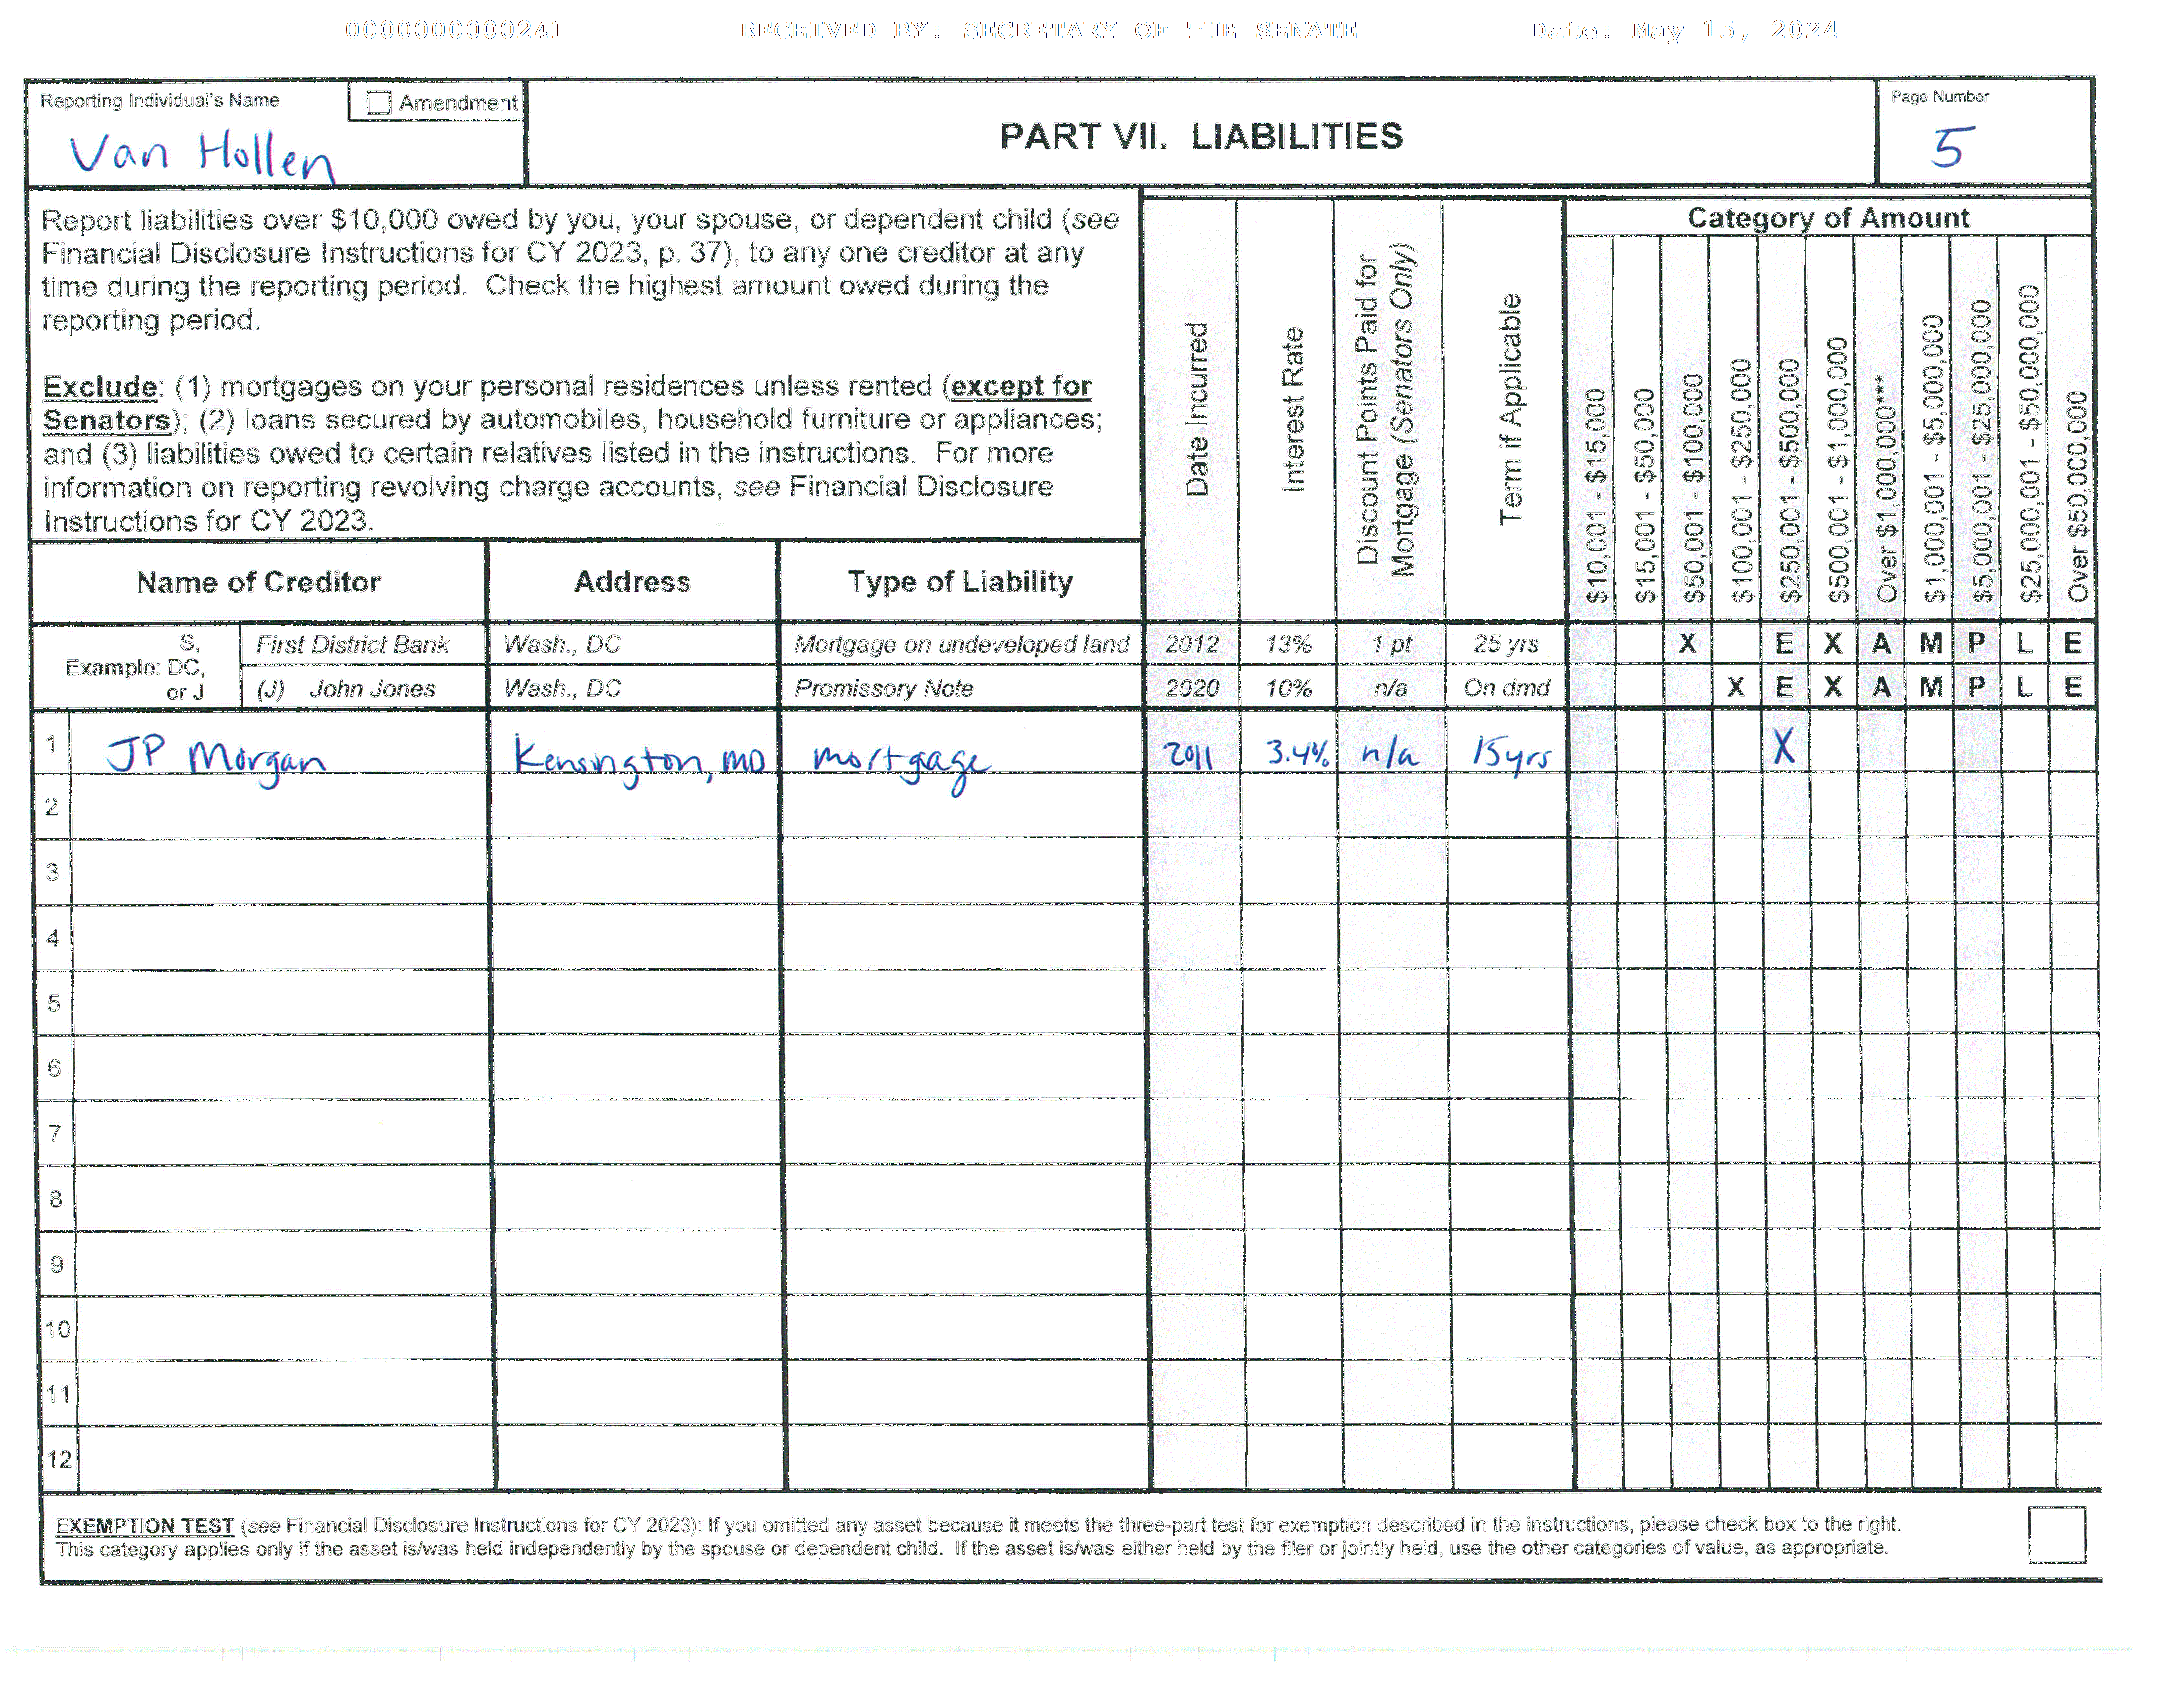 0000000000241 RECEIVED BY: SECRETARY OF THE SENATE Date: May 15, 2024
Reporting Individual's Name
Amendment
Van Hollen
PART VII. LIABILITIES
Page Number
5
Report liabilities over $10,000 owed by you, your spouse, or dependent child (see
Financial Disclosure Instructions for CY 2023, p. 37), to any one creditor at any
time during the reporting period. Check the highest amount owed during the
reporting period.
Exclude: (1) mortgages on your personal residences unless rented (except for
Senators); (2) loans secured by automobiles, household furniture or appliances;
and (3) liabilities owed to certain relatives listed in the instructions. For more
information on reporting revolving charge accounts, see Financial Disclosure
Instructions for CY 2023.
Name of Creditor
Address
Type of Liability
Date Incurred
Interest Rate
Discount Points Paid for
Mortgage (Senators Only)
Term if Applicable
Category of Amount
$10,001 - $15,000
$15,001 - $50,000
$50,001 - $100,000
$100,001 - $250,000
$250,001 - $500,000
$500,001 - $1,000,000
Over $1,000,000***
$1,000,001 - $5,000,000
$5,000,001 - $25,000,000
$25,000,001 - $50,000,000
Over $50,000,000
Example: S,
DC,
or J
First District Bank Wash., DC Mortgage on undeveloped land 2012 13% 1 pt 25 yrs X E X A M P L E
(J) John Jones Wash., DC Promissory Note 2020 10% n/a On dmd X E X A M P L E
1 JP Morgan Kensington, MD mortgage 2011 3.4% n/a 15yrs X
2
3
4
5
6
7
8
9
10
11
12
EXEMPTION TEST (see Financial Disclosure Instructions for CY 2023): If you omitted any asset because it meets the three-part test for exemption described in the instructions, please check box to the right.
This category applies only if the asset is/was held independently by the spouse or dependent child. If the asset is/was either held by the filer or jointly held, use the other categories of value, as appropriate.